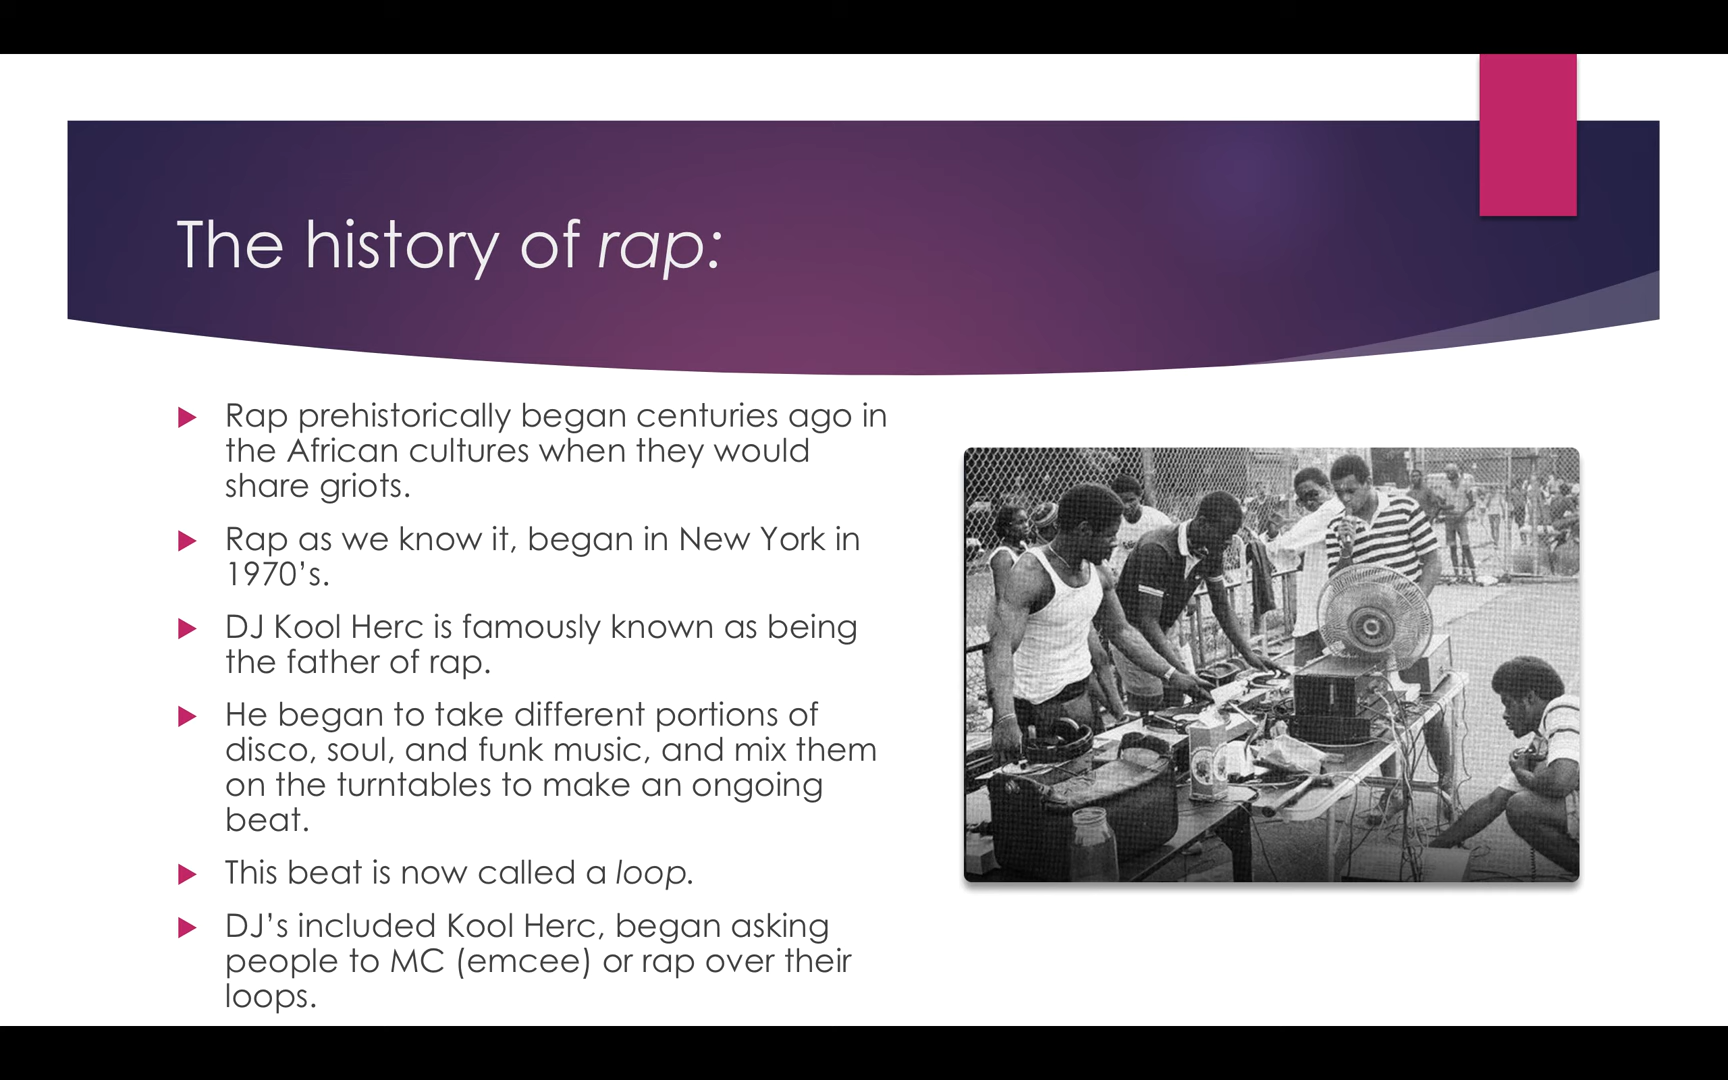 The history of rap:
Rap prehistorically began centuries ago in
the African cultures when they would
share griots.
Rap as we know it, began in New York in
1970’s.
DJ Kool Herc is famously known as being
the father of rap.
He began to take different portions of
disco, soul, and funk music, and mix them
on the turntables to make an ongoing
beat.
This beat is now called a loop.
DJ’s included Kool Herc, began asking
people to MC (emcee) or rap over their
loops.